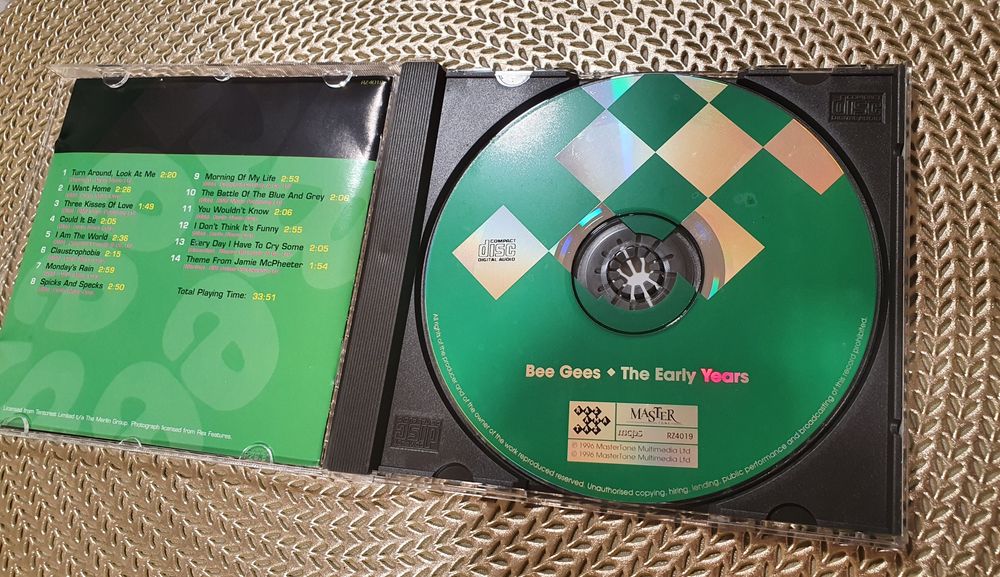 RZ4019
1 Turn Around, Look At Me 2:20
2 I Want Home 2:26
3 Three Kisses Of Love 1:49
4 Could It Be 2:05
5 I Am The World 2:36
6 Claustrophobia 2:15
7 Monday's Rain 2:59
8 Spicks And Specks 2:50
9 Morning Of My Life 2:53
10 The Battle Of The Blue And Grey 2:06
11 You Wouldn't Know 2:06
12 I Don't Think It's Funny 2:55
13 Every Day I Have To Cry Some 2:05
14 Theme From Jamie McPheeter 1:54
Total Playing Time: 33:51
Licensed from Tenturies Limited t/a The Merlin Group. Photograph licensed from Rex Features.
COMPACT
disc
DIGITAL AUDIO
COMPACT
disc
DIGITAL AUDIO
Bee Gees • The Early Years
MASTER
TONE
mcps RZ4019
℗ 1996 MasterTone Multimedia Ltd
© 1996 MasterTone Multimedia Ltd
All rights of the producer and of the owner of the work reproduced reserved. Unauthorised copying, hiring, lending, public performance and broadcasting of this record prohibited.